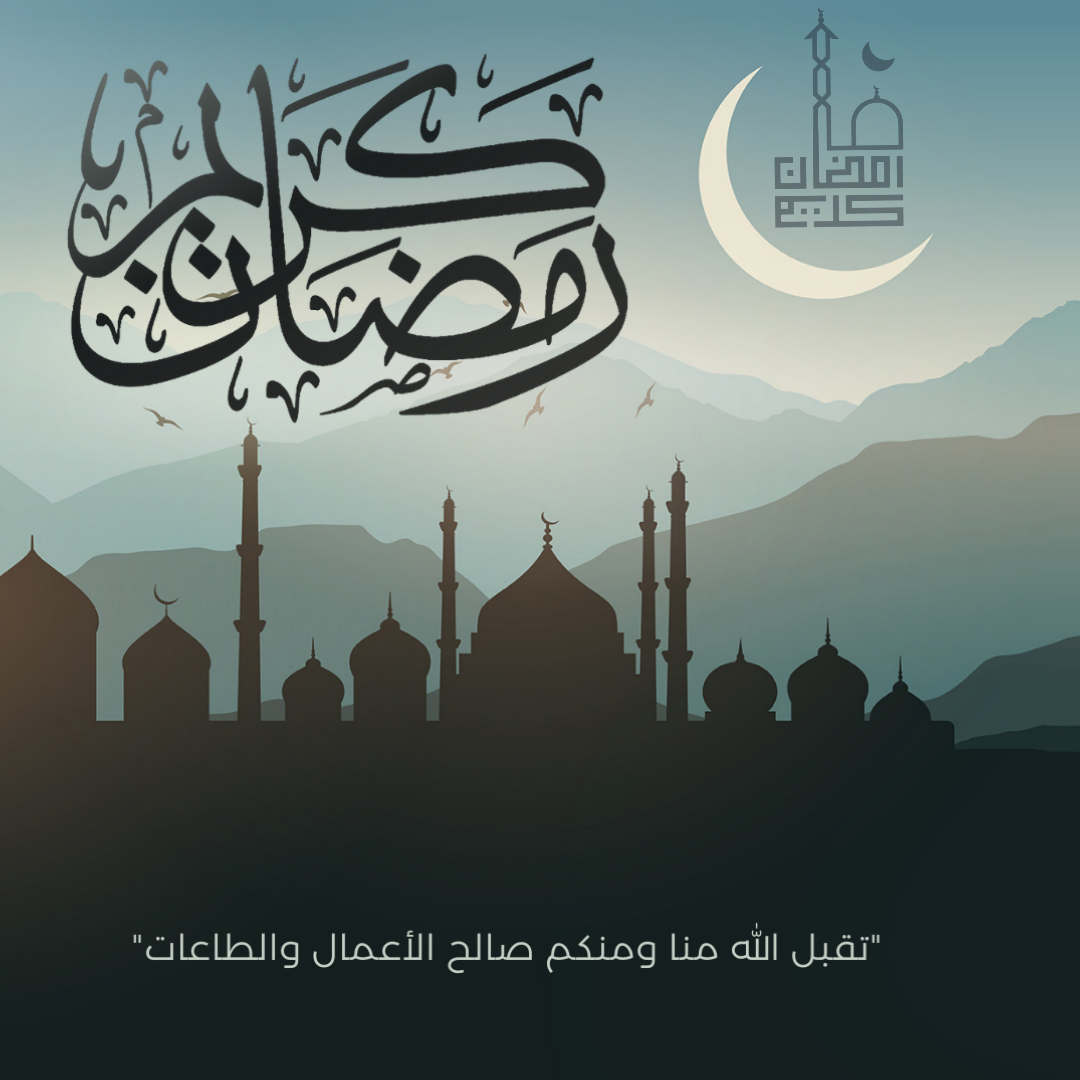 رمضان كريم
رمضان
كريم
"تقبل الله منا ومنكم صالح الأعمال والطاعات"